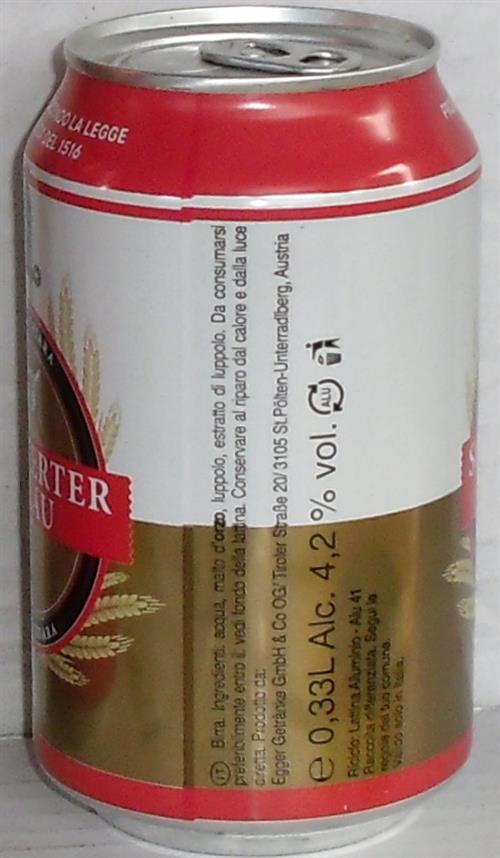 NDO LA LEGGE
DEL 1516
RTER
AU
IT Birra. Ingredienti: acqua, malto d'orzo, luppolo, estratto di luppolo. Da consumarsi
preferibilmente entro il: vedi fondo della lattina. Conservare al riparo dal calore e dalla luce
diretta. Prodotto da:
Egger Getränke GmbH & Co OG/ Tiroler Straße 20/ 3105 St.Pölten-Unterradlberg, Austria
e 0,33L Alc. 4,2 % vol. ALU
Riciclo: Lattina Alluminio - Alu 41
Raccolta differenziata. Segui le
regole del tuo comune.
Valido solo in Italia.